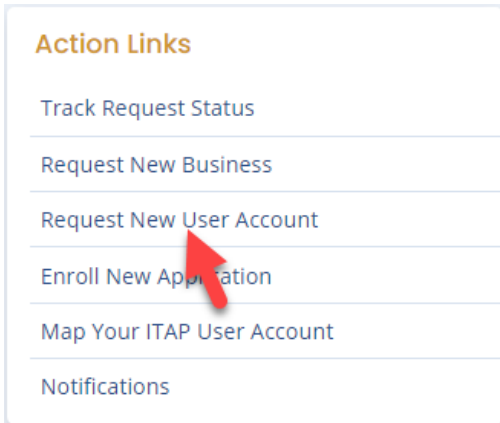 Action Links
Track Request Status
Request New Business
Request New User Account
Enroll New Application
Map Your ITAP User Account
Notifications